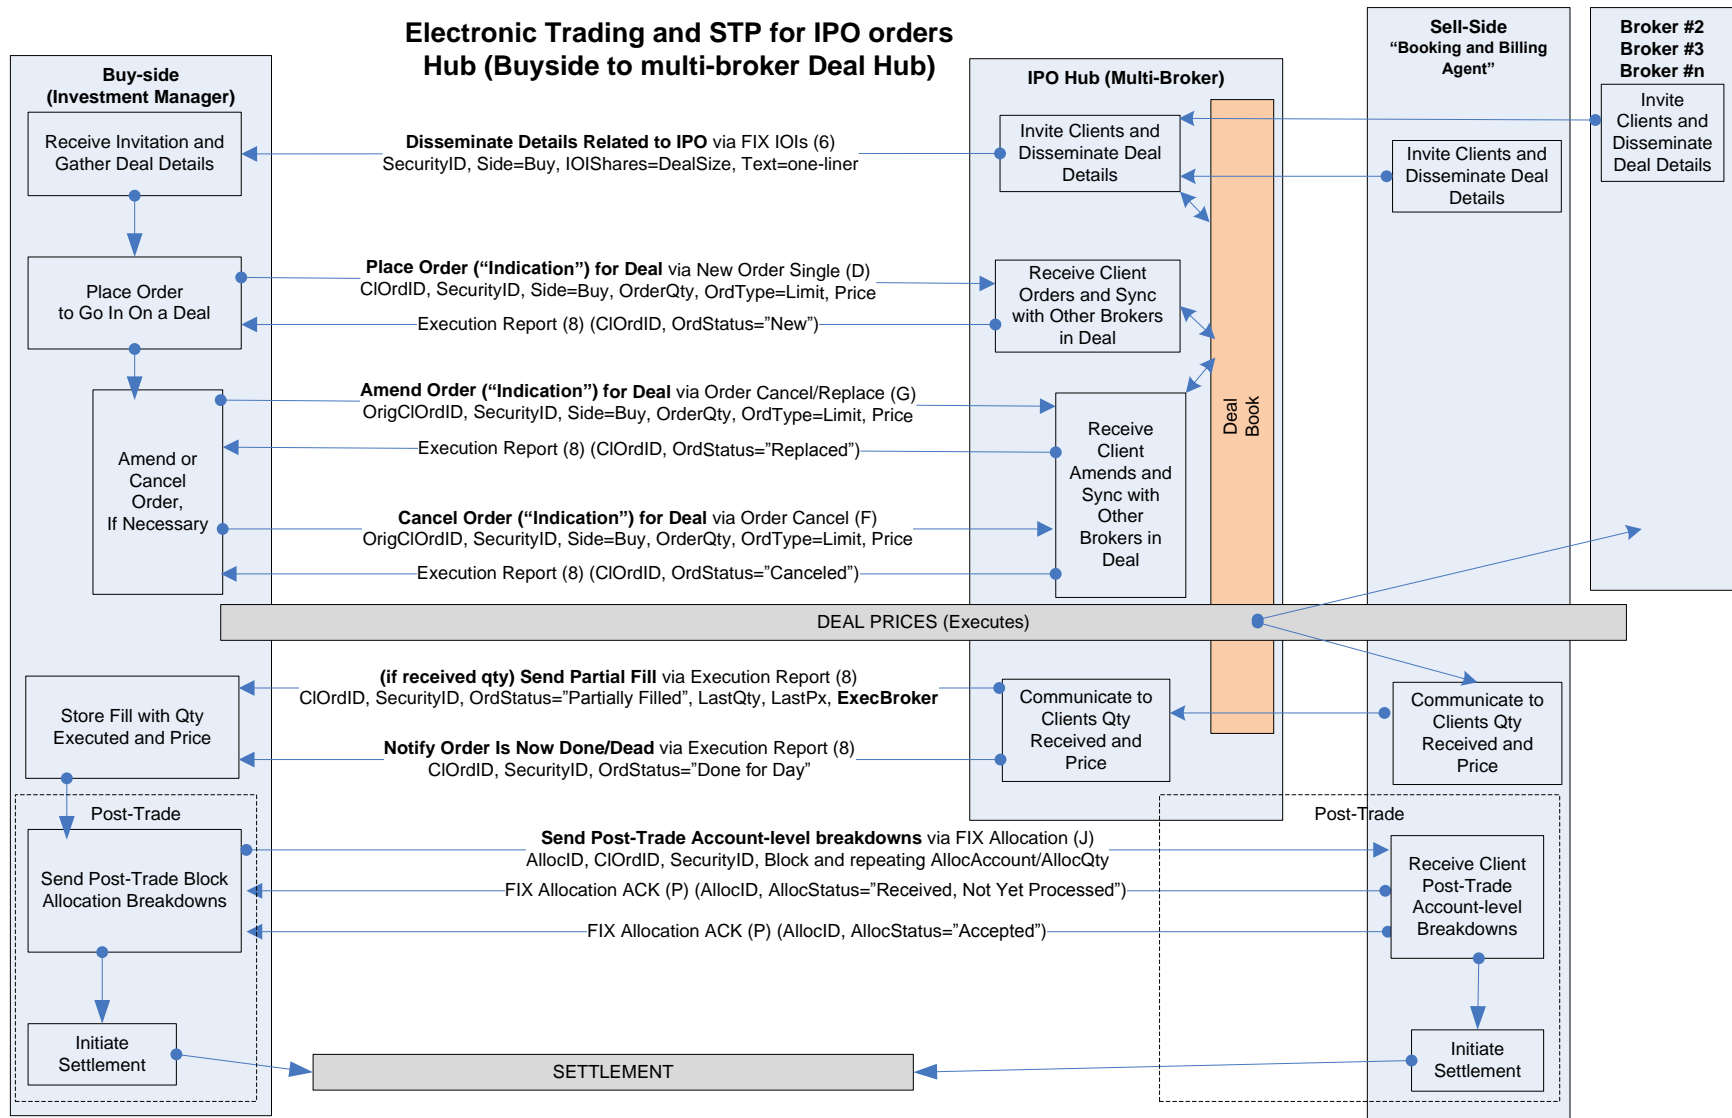 Electronic Trading and STP for IPO orders
Hub (Buyside to multi-broker Deal Hub)
Buy-side
(Investment Manager)
IPO Hub (Multi-Broker)
Sell-Side
“Booking and Billing
Agent”
Broker #2
Broker #3
Broker #n
Receive Invitation and
Gather Deal Details
Disseminate Details Related to IPO via FIX IOIs (6)
SecurityID, Side=Buy, IOIShares=DealSize, Text=one-liner
Invite Clients and
Disseminate Deal
Details
Invite Clients and
Disseminate Deal
Details
Invite
Clients and
Disseminate
Deal Details
Place Order
to Go In On a Deal
Place Order (“Indication”) for Deal via New Order Single (D)
ClOrdID, SecurityID, Side=Buy, OrderQty, OrdType=Limit, Price
Execution Report (8) (ClOrdID, OrdStatus=”New”)
Receive Client
Orders and Sync
with Other Brokers
in Deal
Deal
Book
Amend or
Cancel
Order,
If Necessary
Amend Order (“Indication”) for Deal via Order Cancel/Replace (G)
OrigClOrdID, SecurityID, Side=Buy, OrderQty, OrdType=Limit, Price
Execution Report (8) (ClOrdID, OrdStatus=”Replaced”)
Cancel Order (“Indication”) for Deal via Order Cancel (F)
OrigClOrdID, SecurityID, Side=Buy, OrderQty, OrdType=Limit, Price
Execution Report (8) (ClOrdID, OrdStatus=”Canceled”)
Receive
Client
Amends and
Sync with
Other
Brokers in
Deal
DEAL PRICES (Executes)
Store Fill with Qty
Executed and Price
(if received qty) Send Partial Fill via Execution Report (8)
ClOrdID, SecurityID, OrdStatus=”Partially Filled”, LastQty, LastPx, ExecBroker
Notify Order Is Now Done/Dead via Execution Report (8)
ClOrdID, SecurityID, OrdStatus=”Done for Day”
Communicate to
Clients Qty
Received and
Price
Communicate to
Clients Qty
Received and
Price
Post-Trade
Post-Trade
Send Post-Trade Block
Allocation Breakdowns
Send Post-Trade Account-level breakdowns via FIX Allocation (J)
AllocID, ClOrdID, SecurityID, Block and repeating AllocAccount/AllocQty
FIX Allocation ACK (P) (AllocID, AllocStatus=”Received, Not Yet Processed”)
FIX Allocation ACK (P) (AllocID, AllocStatus=”Accepted”)
Receive Client
Post-Trade
Account-level
Breakdowns
Initiate
Settlement
SETTLEMENT
Initiate
Settlement